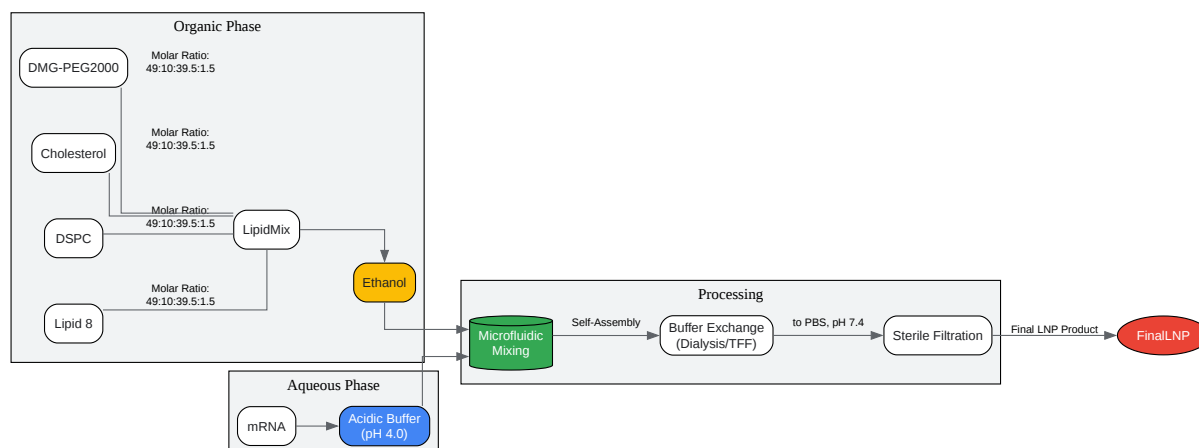 Organic Phase
DMG-PEG2000
Molar Ratio:
49:10:39.5:1.5
Cholesterol
Molar Ratio:
49:10:39.5:1.5
DSPC
Molar Ratio:
49:10:39.5:1.5
LipidMix
Lipid 8
Molar Ratio:
49:10:39.5:1.5
Ethanol
Aqueous Phase
mRNA
Acidic Buffer
(pH 4.0)
Processing
Microfluidic
Mixing
Self-Assembly
Buffer Exchange
(Dialysis/TFF)
to PBS, pH 7.4
Sterile Filtration
Final LNP Product
FinalLNP